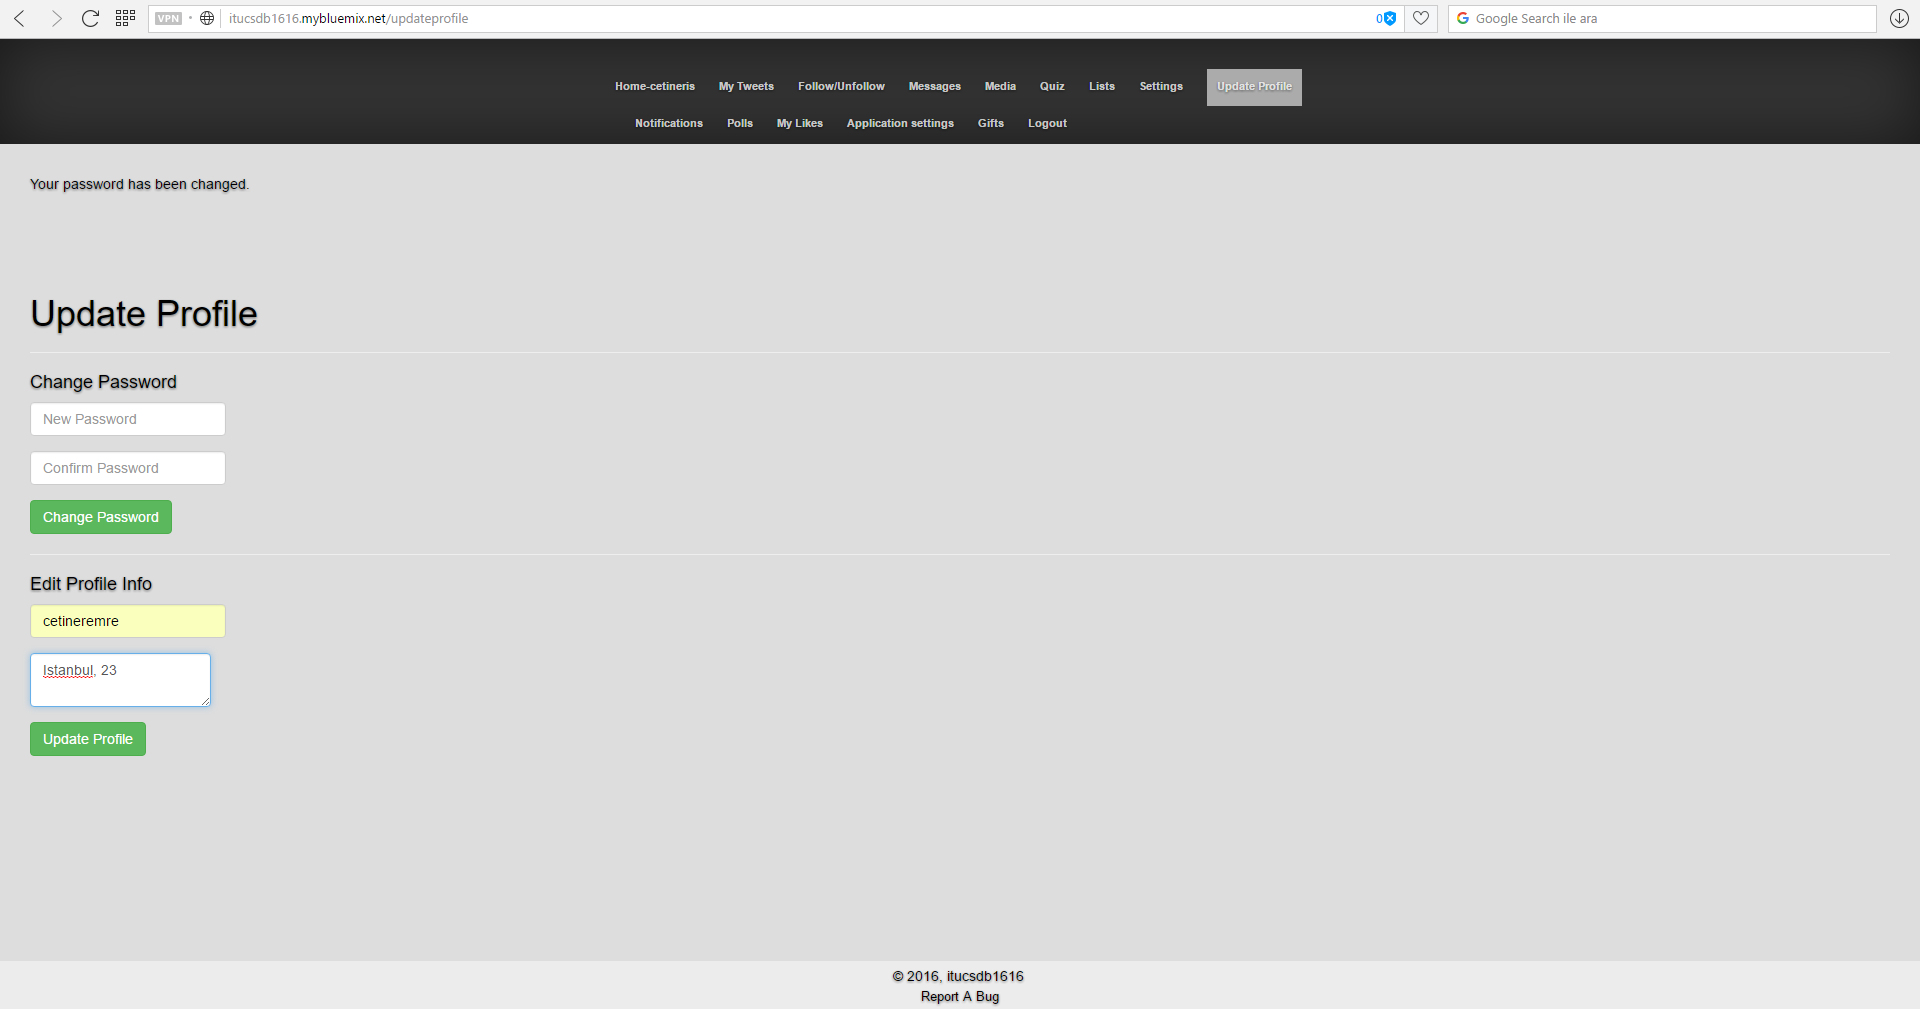 VPN itucsdb1616.mybluemix.net/updateprofile 0 Google Search ile ara
Home-cetineris My Tweets Follow/Unfollow Messages Media Quiz Lists Settings Update Profile
Notifications Polls My Likes Application settings Gifts Logout
Your password has been changed.
Update Profile
Change Password
New Password
Confirm Password
Change Password
Edit Profile Info
cetineremre
Istanbul, 23
Update Profile
© 2016, itucsdb1616
Report A Bug